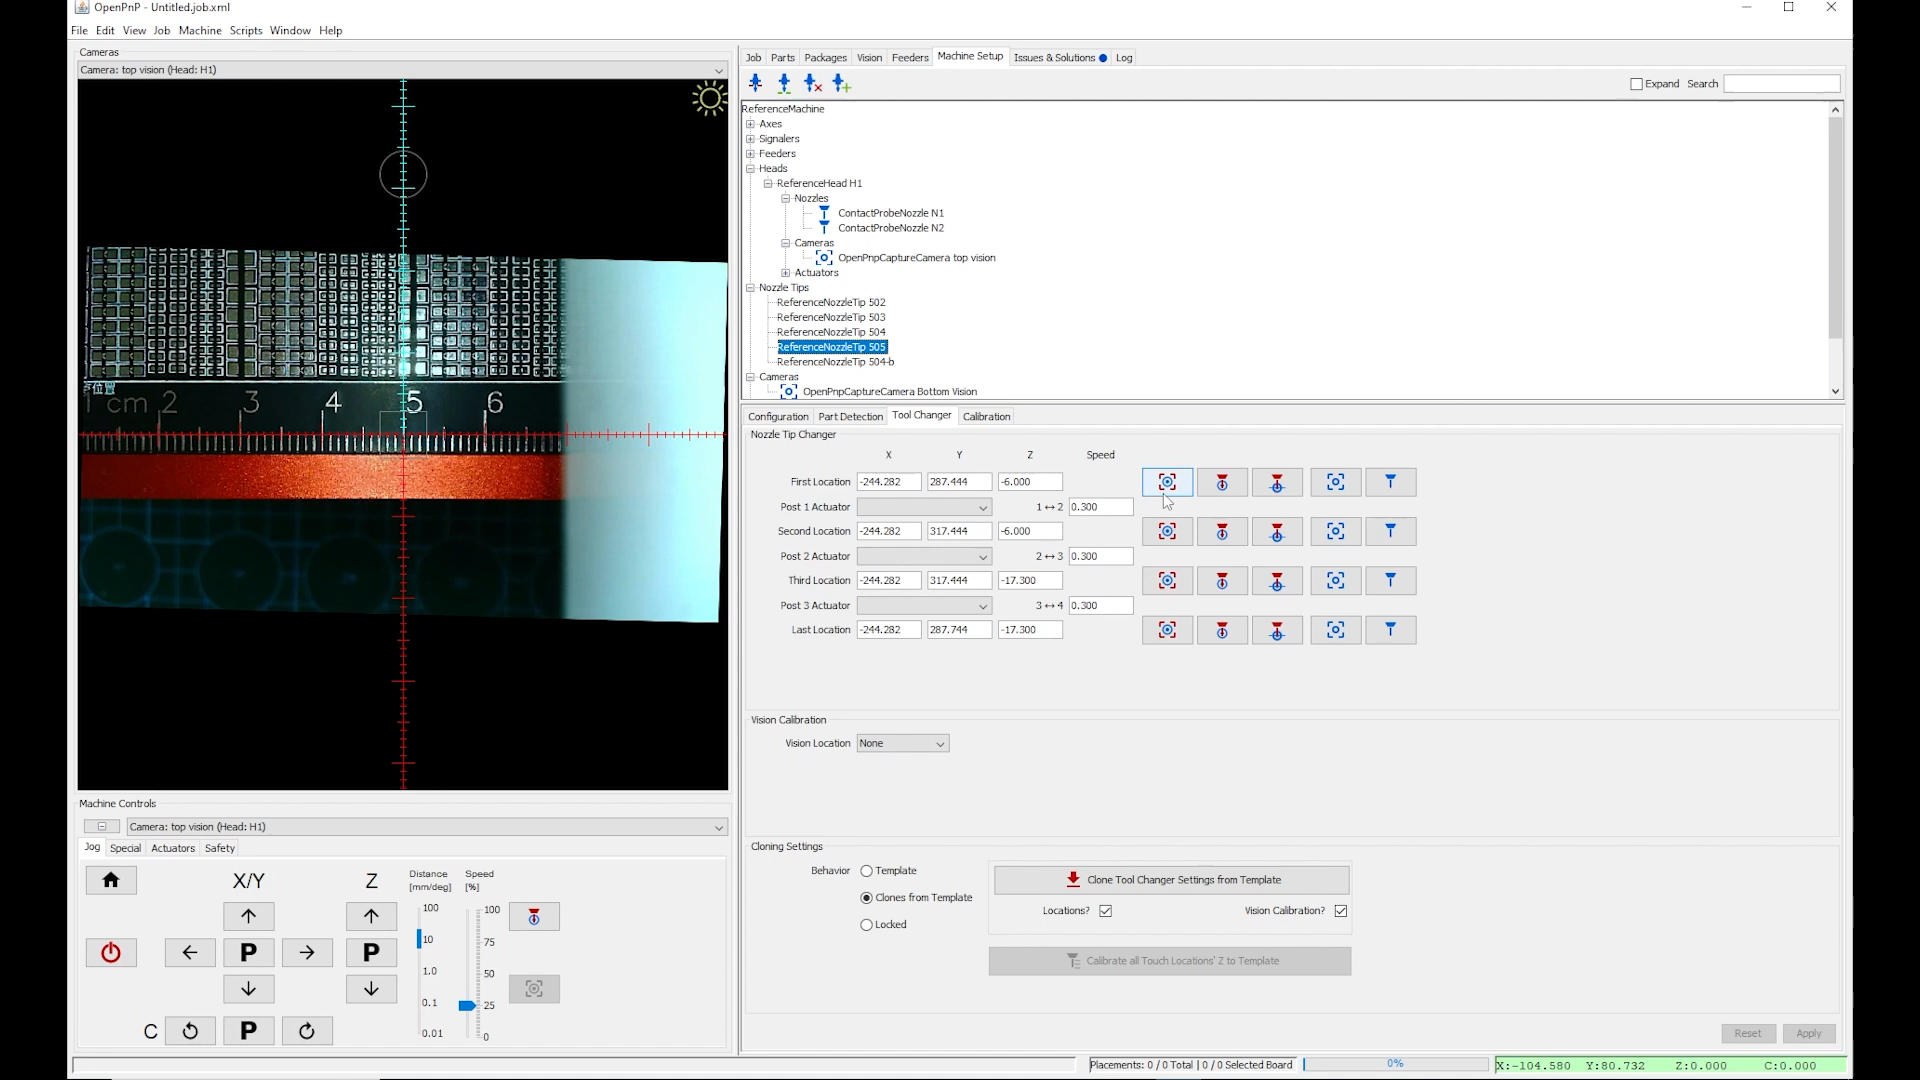 OpenPnP - Untitled.job.xml
File Edit View Job Machine Scripts Window Help
Cameras
Camera: top vision (Head: H1)
位置
1 cm 2 3 4 5 6
Machine Controls
Camera: top vision (Head: H1)
Jog Special Actuators Safety
X/Y Z
Distance [mm/deg]
Speed [%]
100
10
1.0
0.1
0.01
100
75
50
25
0
P P
C P
Job Parts Packages Vision Feeders Machine Setup Issues & Solutions Log
Expand Search
ReferenceMachine
Axes
Signalers
Feeders
Heads
ReferenceHead H1
Nozzles
ContactProbeNozzle N1
ContactProbeNozzle N2
Cameras
OpenPnpCaptureCamera top vision
Actuators
Nozzle Tips
ReferenceNozzleTip 502
ReferenceNozzleTip 503
ReferenceNozzleTip 504
ReferenceNozzleTip 505
ReferenceNozzleTip 504-b
Cameras
OpenPnpCaptureCamera Bottom Vision
Configuration Part Detection Tool Changer Calibration
Nozzle Tip Changer
X Y Z Speed
First Location -244.282 287.444 -6.000
Post 1 Actuator 1 ↔ 2 0.300
Second Location -244.282 317.444 -6.000
Post 2 Actuator 2 ↔ 3 0.300
Third Location -244.282 317.444 -17.300
Post 3 Actuator 3 ↔ 4 0.300
Last Location -244.282 287.744 -17.300
Vision Calibration
Vision Location None
Cloning Settings
Behavior Template
Clones from Template
Locked
Clone Tool Changer Settings from Template
Locations? Vision Calibration?
Calibrate all Touch Locations' Z to Template
Reset Apply
Placements: 0 / 0 Total | 0 / 0 Selected Board 0% X:-104.580 Y:80.732 Z:0.000 C:0.000